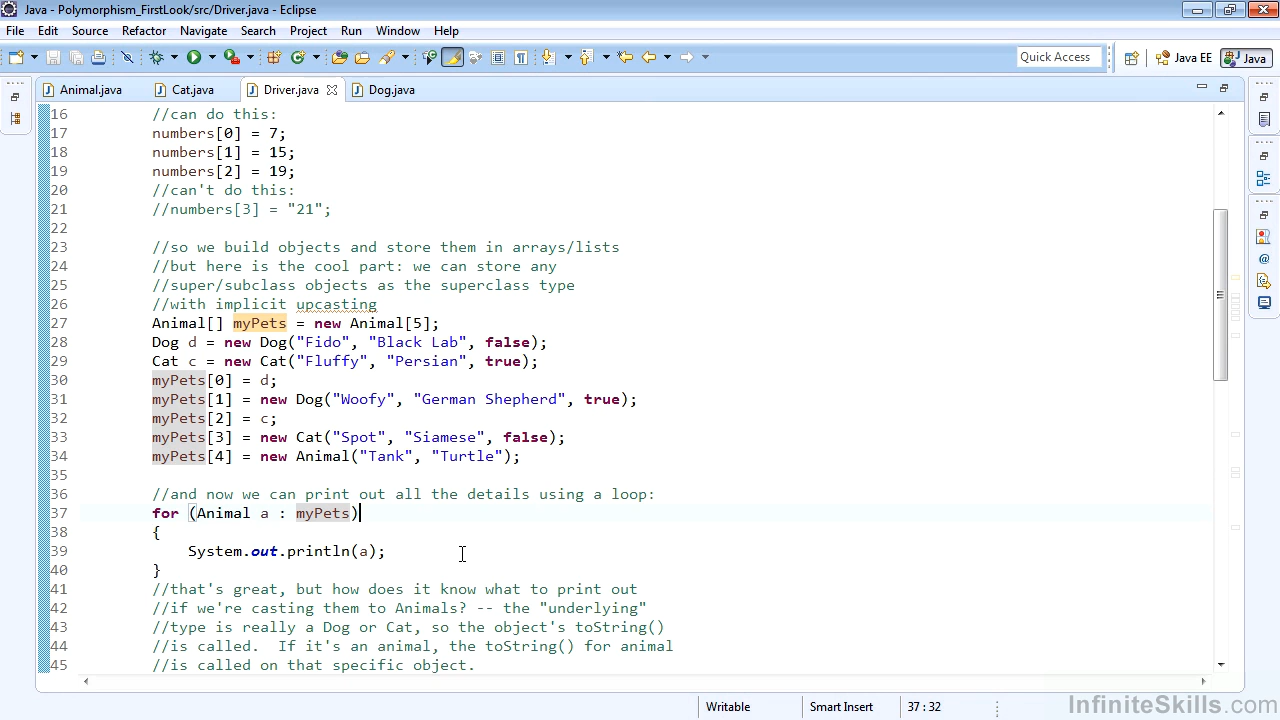 Java - Polymorphism_FirstLook/src/Driver.java - Eclipse
File Edit Source Refactor Navigate Search Project Run Window Help
Quick Access Java EE Java
Animal.java Cat.java Driver.java Dog.java
16 //can do this:
17 numbers[0] = 7;
18 numbers[1] = 15;
19 numbers[2] = 19;
20 //can't do this:
21 //numbers[3] = "21";
22
23 //so we build objects and store them in arrays/lists
24 //but here is the cool part: we can store any
25 //super/subclass objects as the superclass type
26 //with implicit upcasting
27 Animal[] myPets = new Animal[5];
28 Dog d = new Dog("Fido", "Black Lab", false);
29 Cat c = new Cat("Fluffy", "Persian", true);
30 myPets[0] = d;
31 myPets[1] = new Dog("Woofy", "German Shepherd", true);
32 myPets[2] = c;
33 myPets[3] = new Cat("Spot", "Siamese", false);
34 myPets[4] = new Animal("Tank", "Turtle");
35
36 //and now we can print out all the details using a loop:
37 for (Animal a : myPets)
38 {
39 System.out.println(a);
40 }
41 //that's great, but how does it know what to print out
42 //if we're casting them to Animals? -- the "underlying"
43 //type is really a Dog or Cat, so the object's toString()
44 //is called.  If it's an animal, the toString() for animal
45 //is called on that specific object.
Writable Smart Insert 37 : 32
InfiniteSkills.com